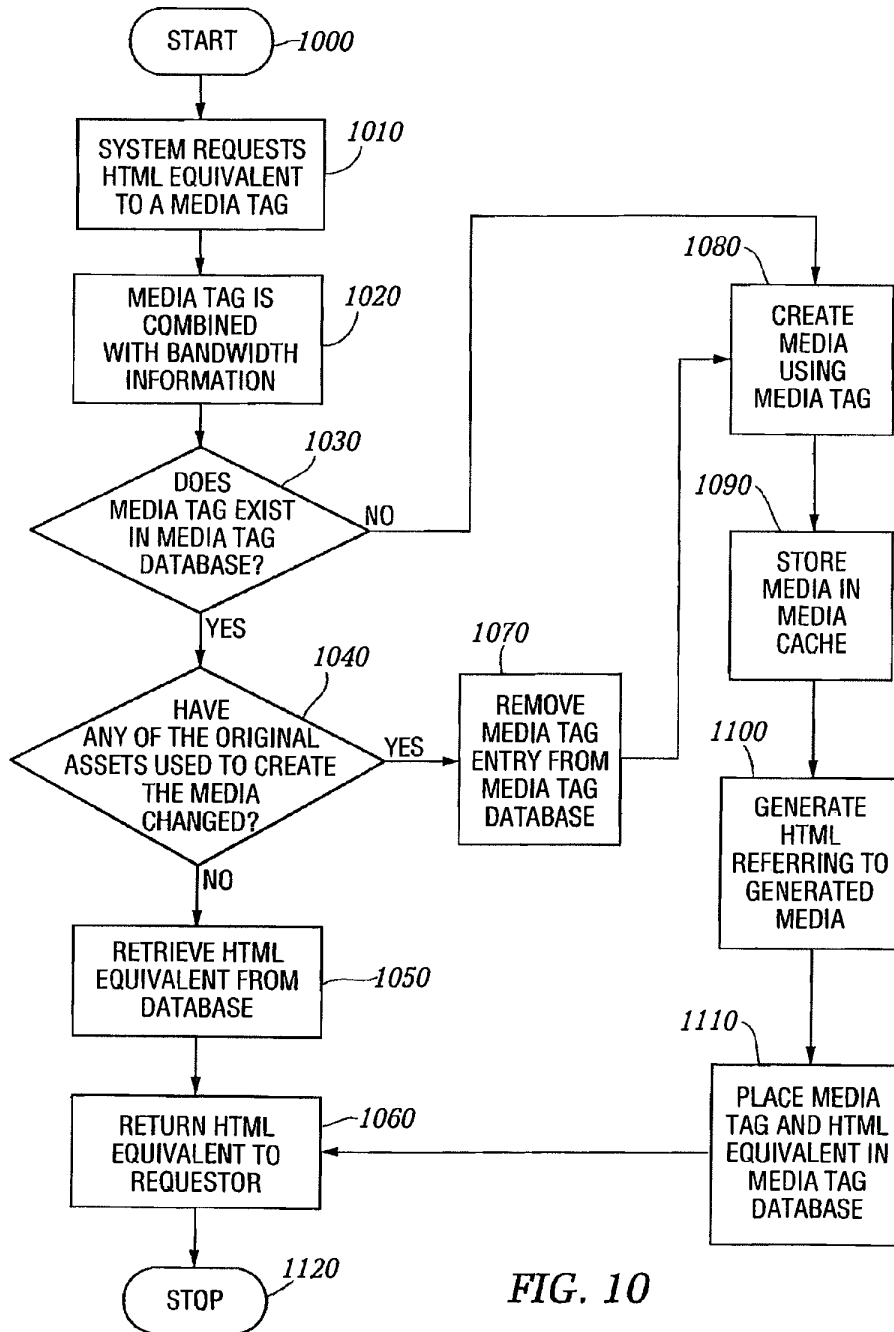 START
1000
SYSTEM REQUESTS
HTML EQUIVALENT
TO A MEDIA TAG
1010
MEDIA TAG IS
COMBINED
WITH BANDWIDTH
INFORMATION
1020
DOES
MEDIA TAG EXIST
IN MEDIA TAG
DATABASE?
1030
NO
YES
HAVE
ANY OF THE ORIGINAL
ASSETS USED TO CREATE
THE MEDIA
CHANGED?
1040
YES
NO
1070
REMOVE
MEDIA TAG
ENTRY FROM
MEDIA TAG
DATABASE
RETRIEVE HTML
EQUIVALENT FROM
DATABASE
1050
RETURN HTML
EQUIVALENT TO
REQUESTOR
1060
STOP
1120
1080
CREATE
MEDIA
USING
MEDIA TAG
1090
STORE
MEDIA IN
MEDIA
CACHE
1100
GENERATE
HTML
REFERRING TO
GENERATED
MEDIA
1110
PLACE MEDIA
TAG AND HTML
EQUIVALENT IN
MEDIA TAG
DATABASE
FIG. 10